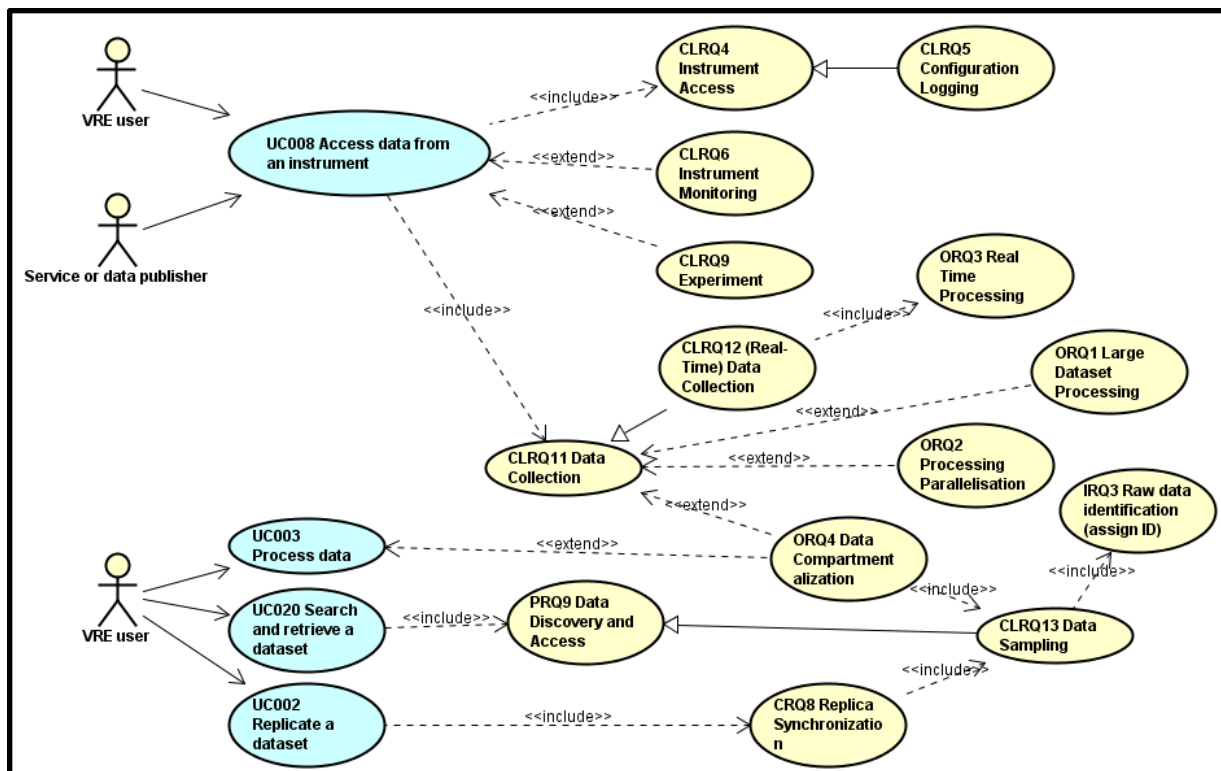 VRE user
Service or data publisher
UC008 Access data from
an instrument
<<include>>
CLRQ4
Instrument
Access
CLRQ5
Configuration
Logging
<<extend>>
CLRQ6
Instrument
Monitoring
<<extend>>
CLRQ9
Experiment
<<include>>
ORQ3 Real
Time
Processing
<<include>>
CLRQ12 (Real-
Time) Data
Collection
ORQ1 Large
Dataset
Processing
<<extend>>
CLRQ11 Data
Collection
<<extend>>
ORQ2
Processing
Parallelisation
<<extend>>
IRQ3 Raw data
identification
(assign ID)
VRE user
UC003
Process data
<<extend>>
ORQ4 Data
Compartment
alization
<<include>>
<<include>>
UC020 Search
and retrieve a
dataset
<<include>>
PRQ9 Data
Discovery and
Access
CLRQ13 Data
Sampling
<<include>>
UC002
Replicate a
dataset
<<include>>
CRQ8 Replica
Synchronizatio
n